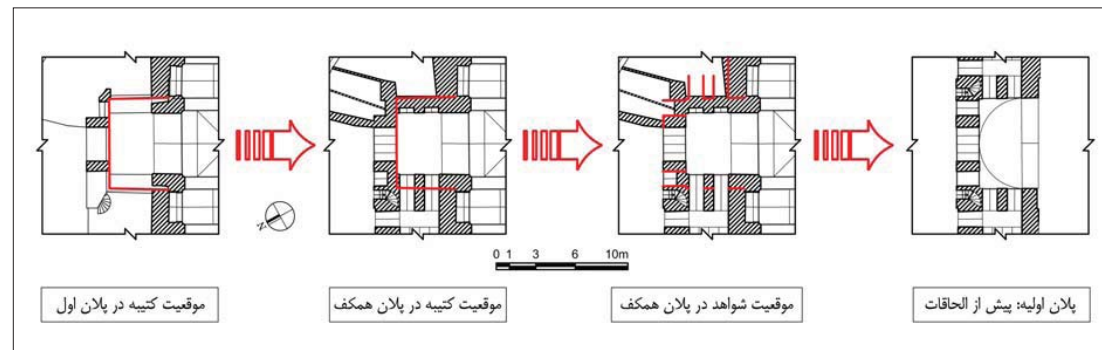 N
0 1 3 6 10m
موقعیت کتیبه در پلان اول
موقعیت کتیبه در پلان همکف
موقعیت شواهد در پلان همکف
پلان اولیه: پیش از الحاقات